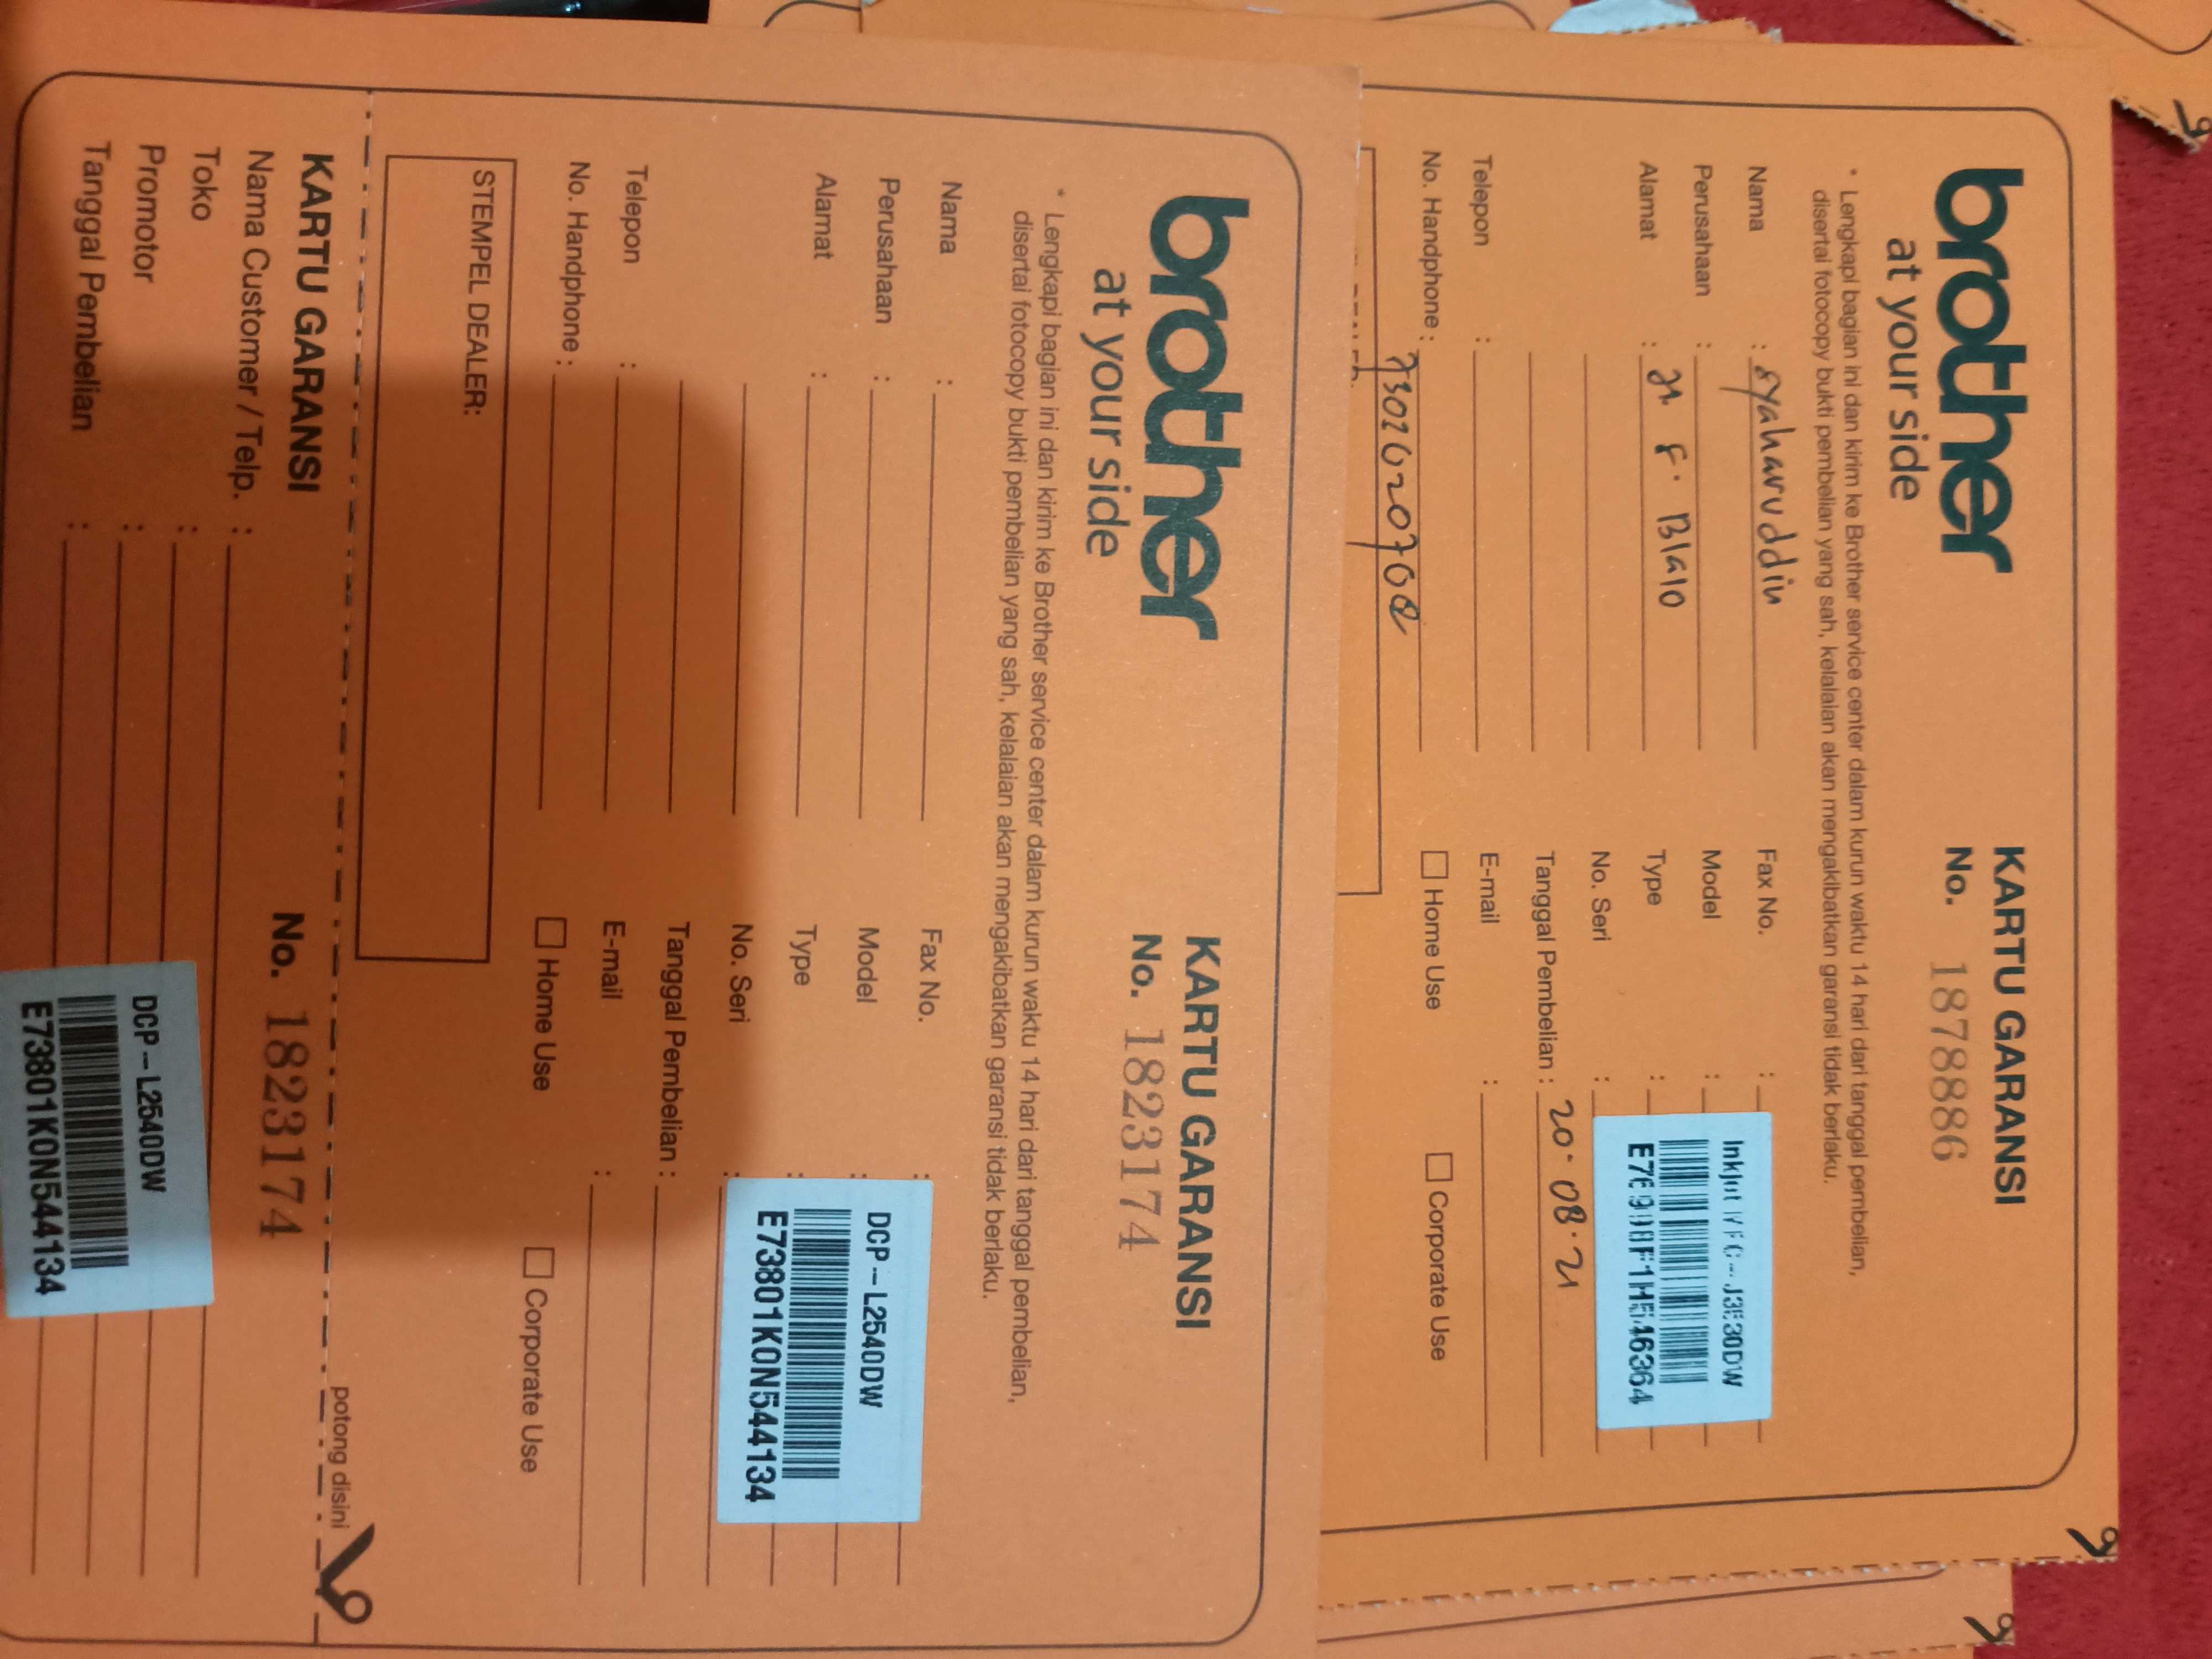 brother
at your side
KARTU GARANSI
No. 1878886
* Lengkapi bagian ini dan kirim ke Brother service center dalam kurun waktu 14 hari dari tanggal pembelian,
disertai fotocopy bukti pembelian yang sah, kelalaian akan mengakibatkan garansi tidak berlaku.
Nama : Syaharuddin
Perusahaan :
Alamat : Jl. F.
Telepon :
No. Handphone :
Fax No. :
Model :
Type :
No. Seri :
Tanggal Pembelian : 20.08.21
E-mail :
Home Use
Corporate Use
brother
at your side
KARTU GARANSI
No. 1823174
* Lengkapi bagian ini dan kirim ke Brother service center dalam kurun waktu 14 hari dari tanggal pembelian,
disertai fotocopy bukti pembelian yang sah, kelalaian akan mengakibatkan garansi tidak berlaku.
Nama :
Perusahaan :
Alamat :
Telepon :
No. Handphone :
Fax No. :
Model :
Type :
No. Seri :
Tanggal Pembelian :
E-mail :
Home Use
Corporate Use
DCP-L2540DW
E73801K0N544134
STEMPEL DEALER:
potong disini
KARTU GARANSI
No. 1823174
Nama Customer / Telp. :
Toko :
Promotor :
Tanggal Pembelian :
DCP-L2540DW
E73801K0N544134